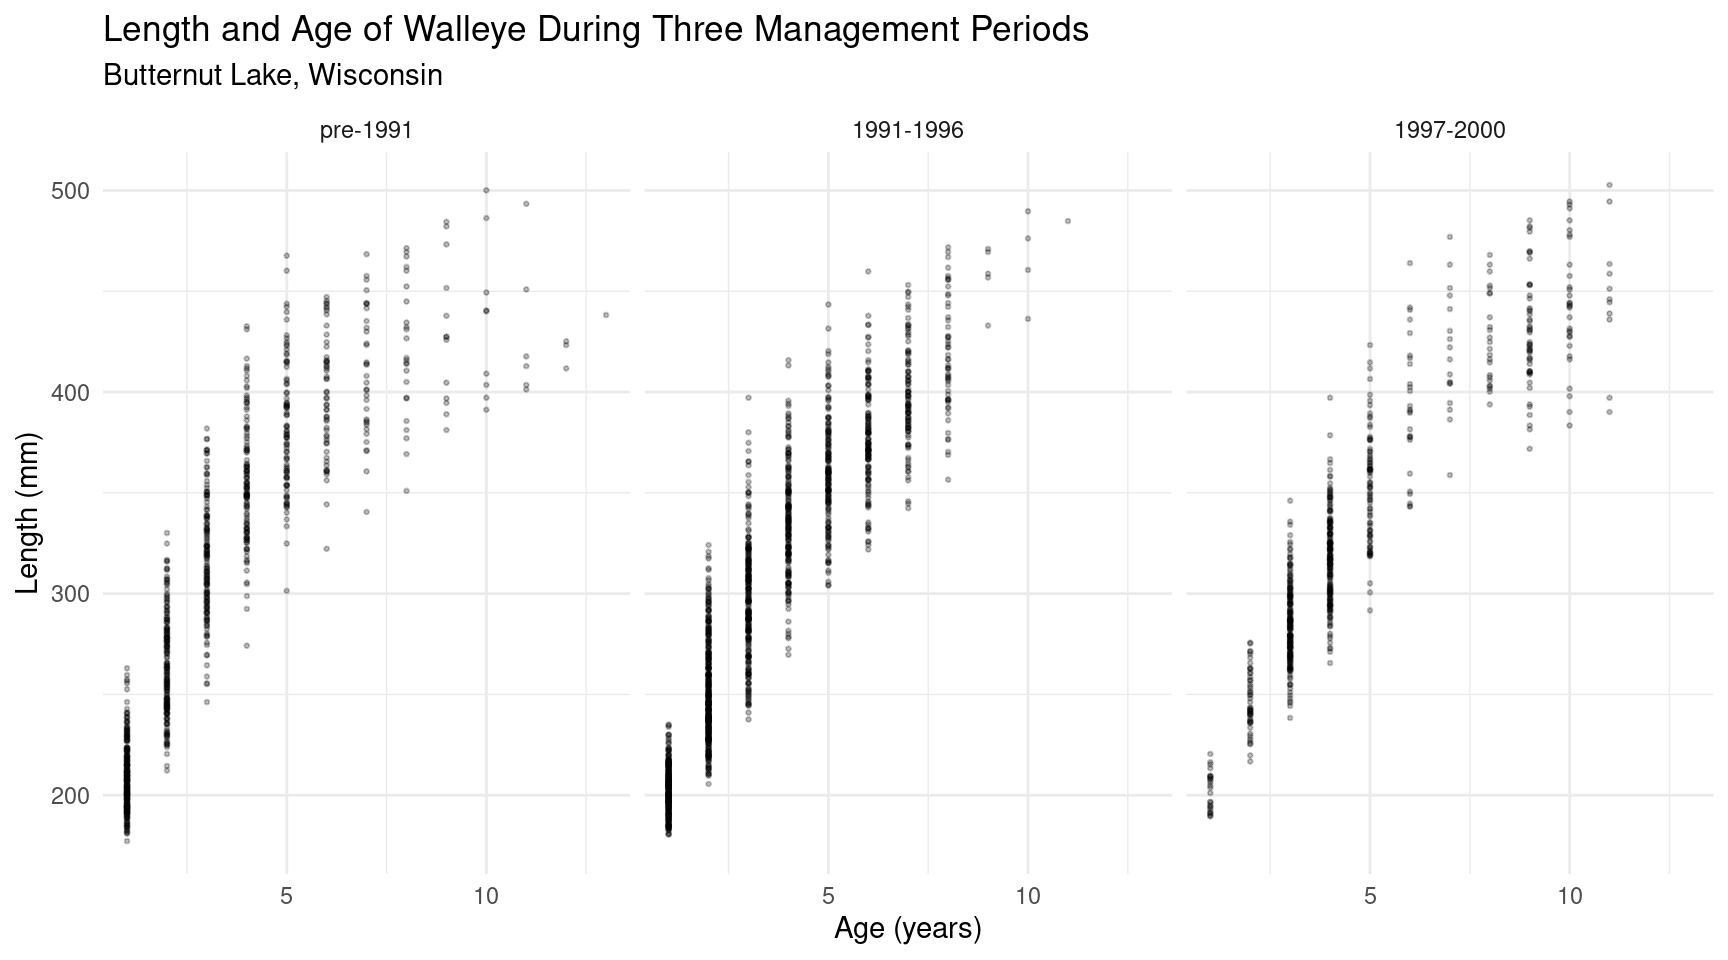 Length and Age of Walleye During Three Management Periods
Butternut Lake, Wisconsin
pre-1991
1991-1996
1997-2000
500
400
300
200
Length (mm)
5
10
5
10
5
10
Age (years)